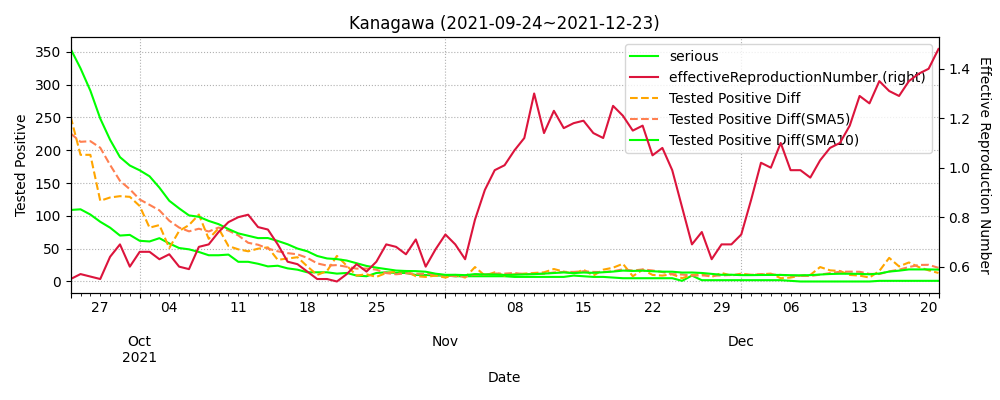 Kanagawa (2021-09-24~2021-12-23)
Tested Positive
350
300
250
200
150
100
50
0
serious
effectiveReproductionNumber (right)
Tested Positive Diff
Tested Positive Diff(SMA5)
Tested Positive Diff(SMA10)
1.4
1.2
1.0
0.8
0.6
Effective Reproduction Number
27 04 11 18 25 08 15 22 29 06 13 20
Oct Nov Dec
2021
Date